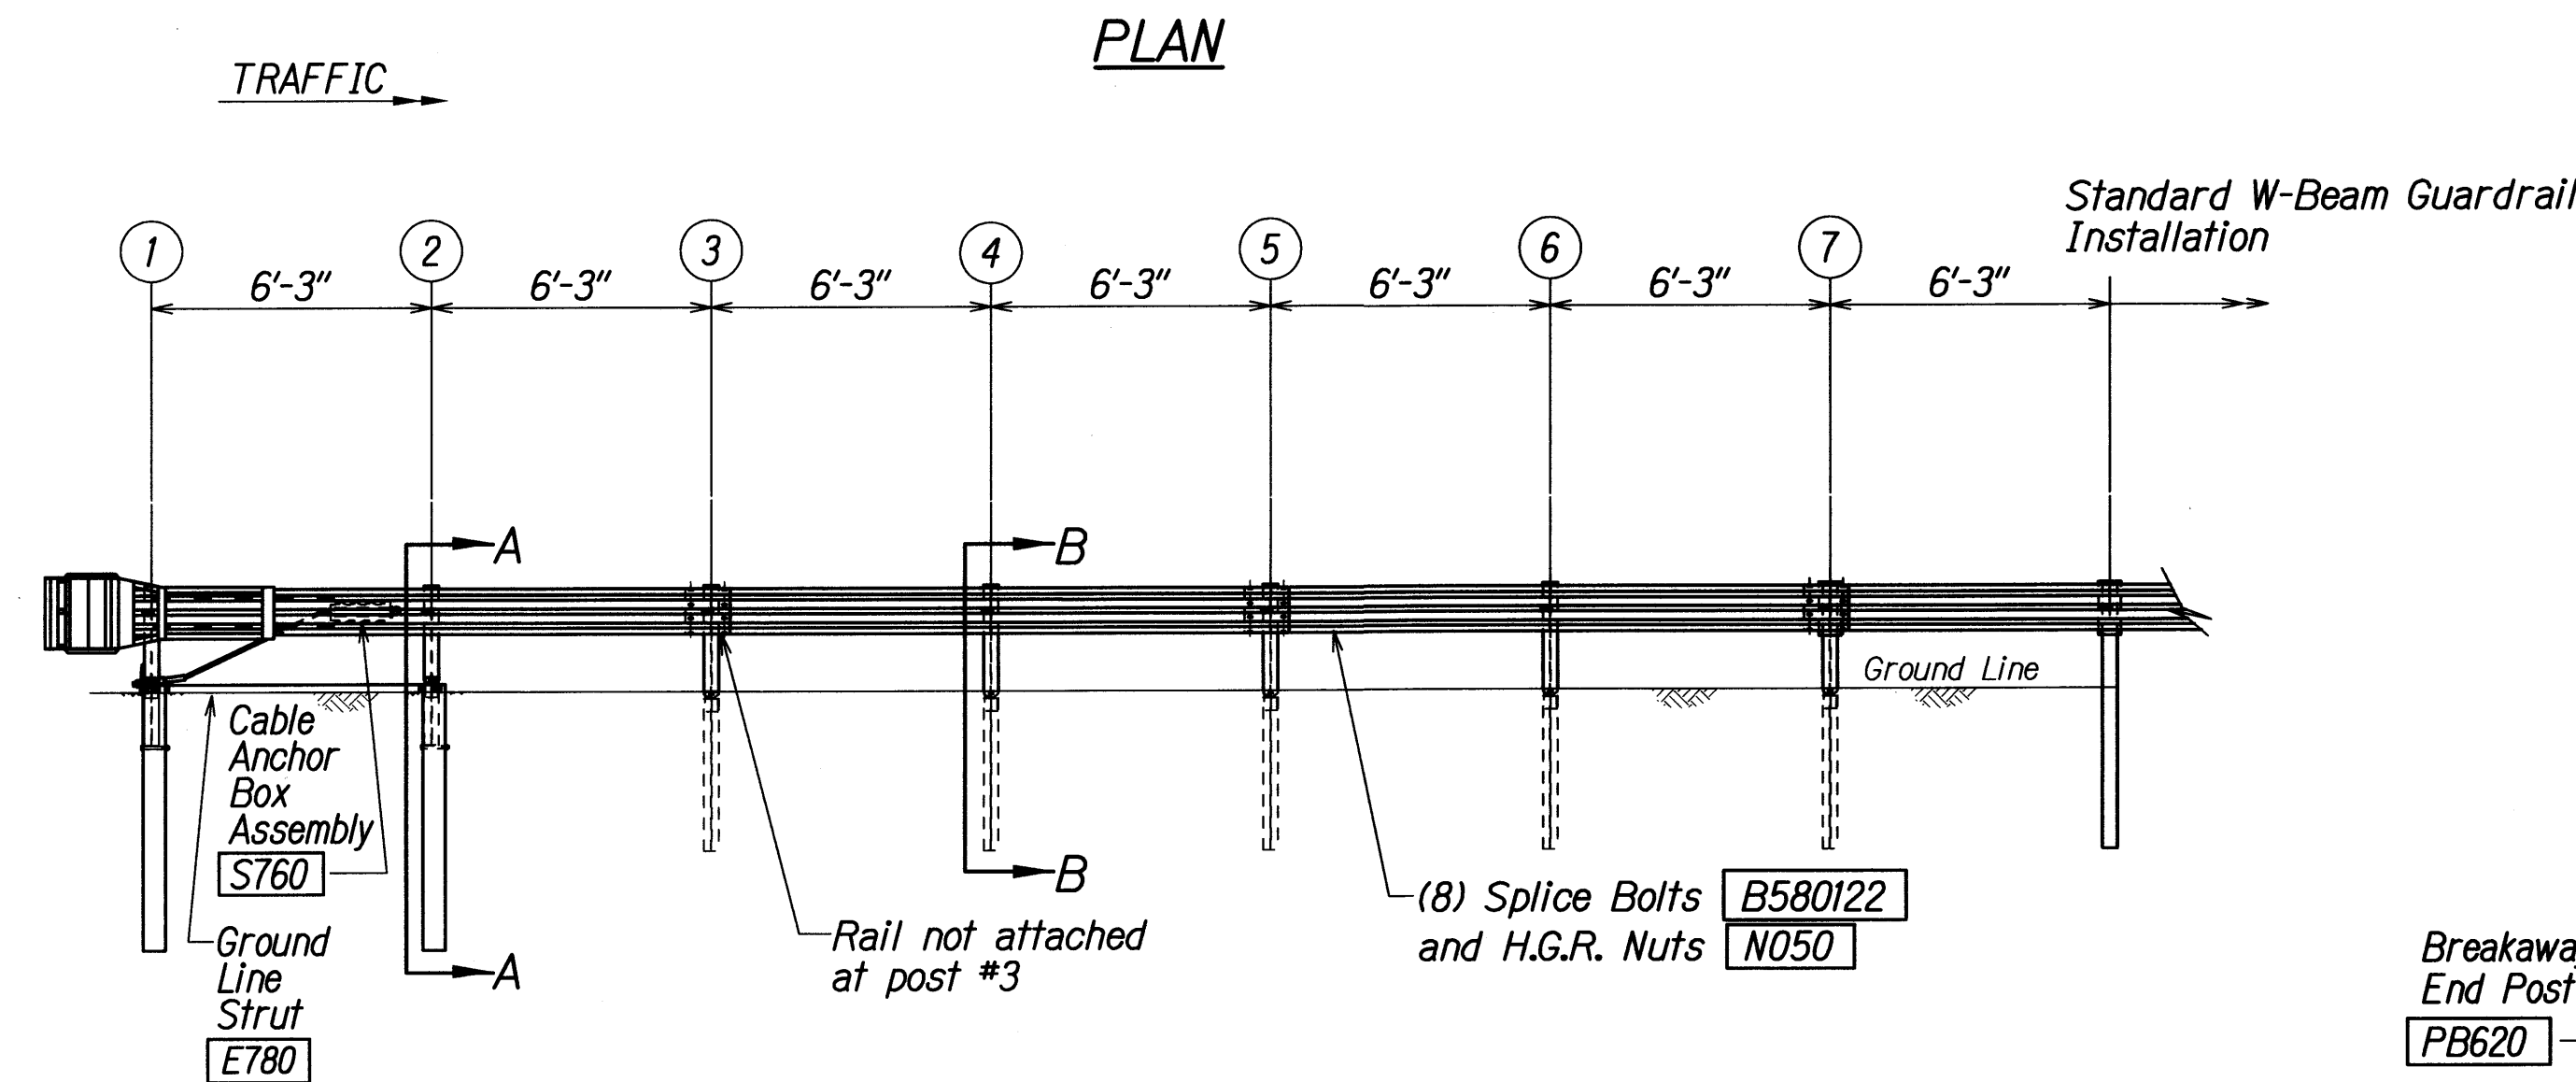 PLAN
TRAFFIC
Standard W-Beam Guardrail
Installation
1 2 3 4 5 6 7
6'-3" 6'-3" 6'-3" 6'-3" 6'-3" 6'-3" 6'-3"
A B
Ground Line
Cable
Anchor
Box
Assembly
S760
B
A
Ground
Line
Strut
E780
Rail not attached
at post #3
(8) Splice Bolts B580122
and H.G.R. Nuts N050
Breakawa
End Post
PB620